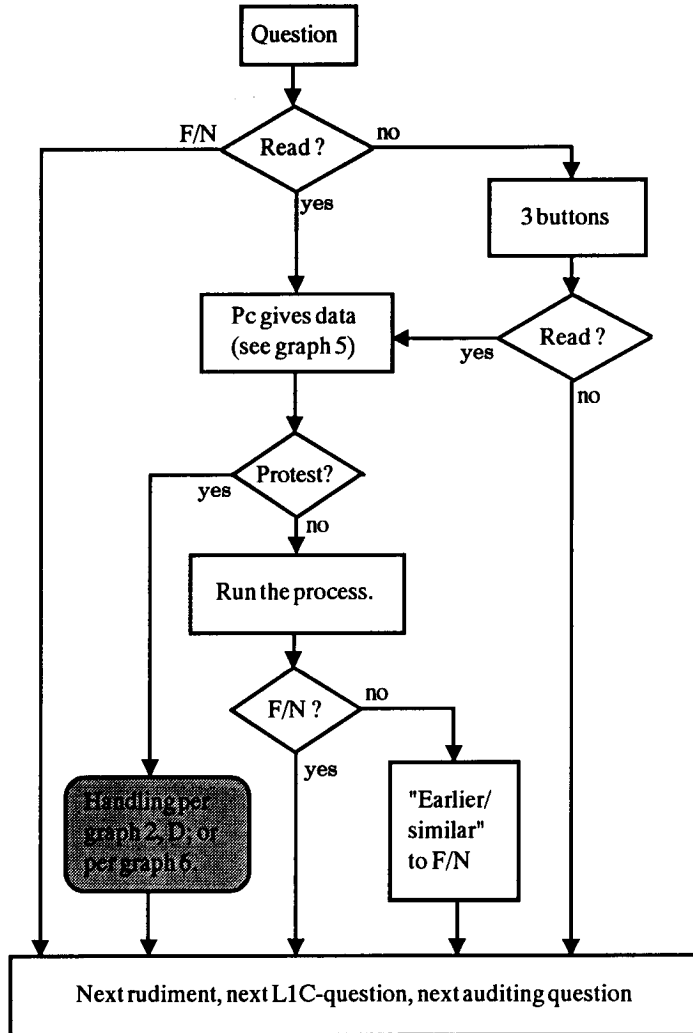 Question
F/N
Read ?
no
yes
3 buttons
Pc gives data
(see graph 5)
yes
Read ?
no
Protest?
yes
no
Run the process.
F/N ?
no
yes
Handling per
graph 2, D; or
per graph 6.
"Earlier/
similar"
to F/N
Next rudiment, next L1C-question, next auditing question